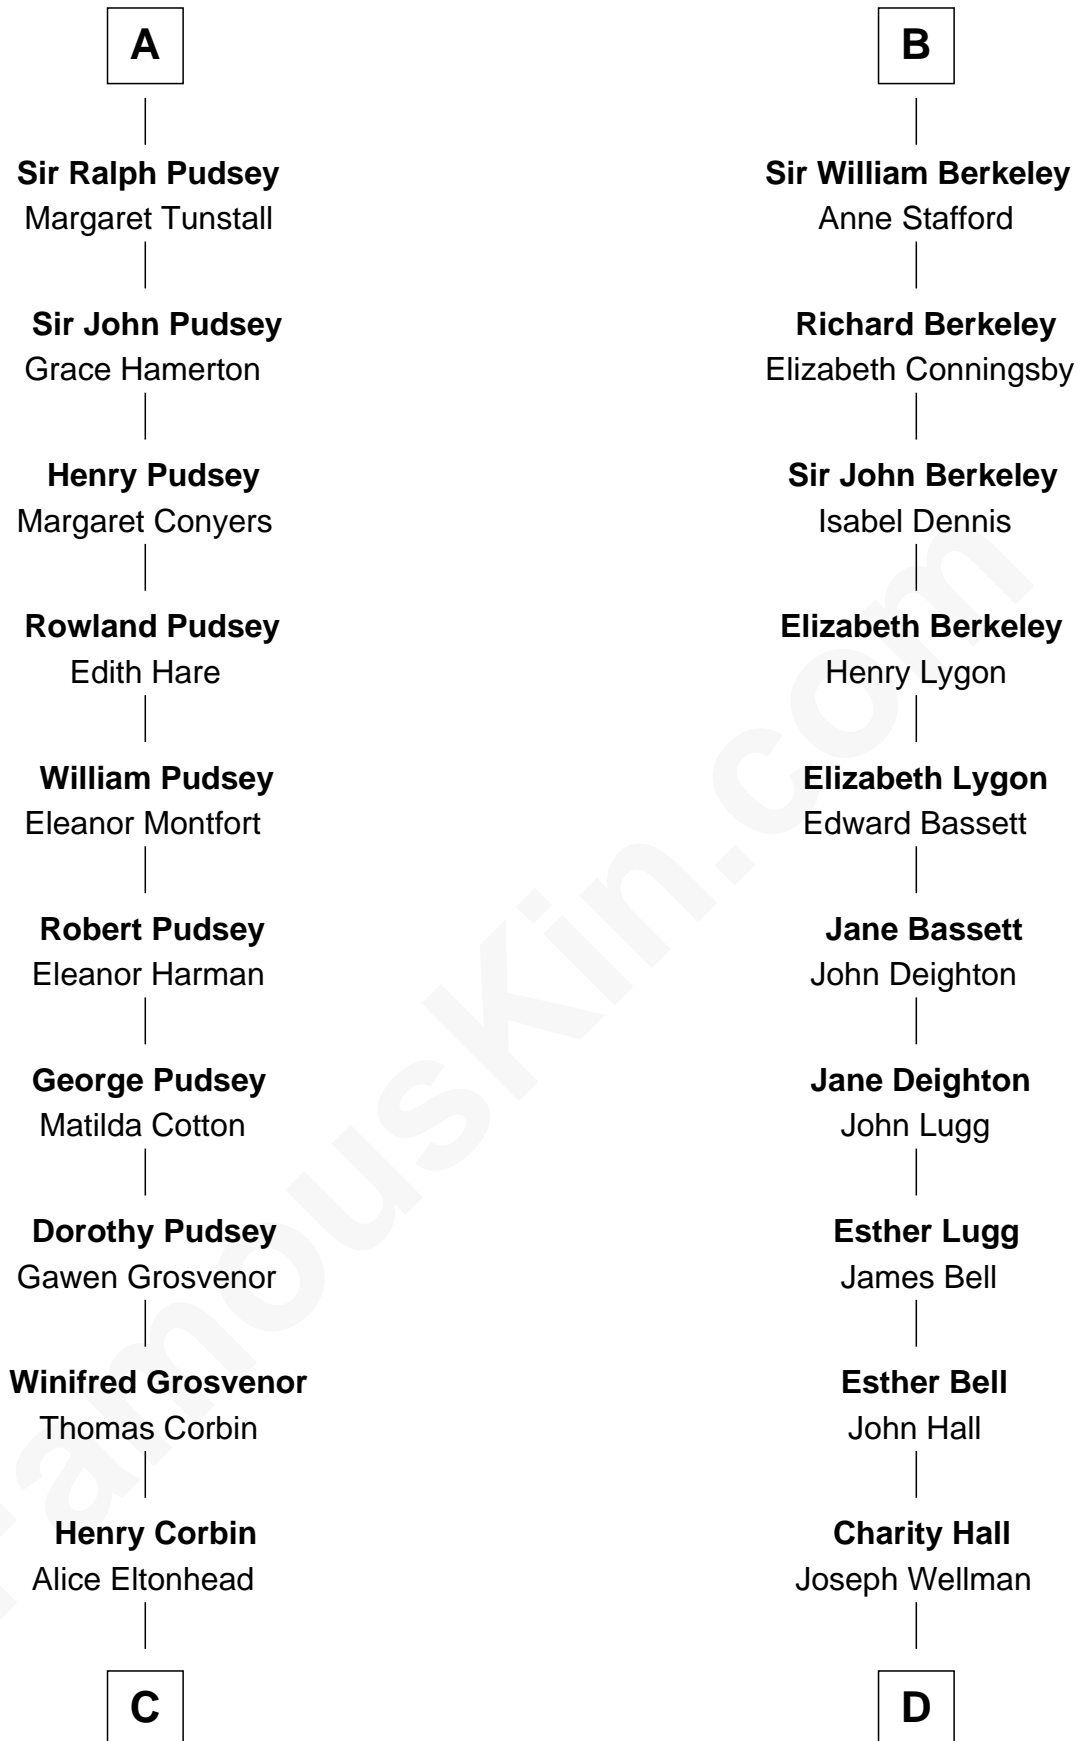 A
Sir Ralph Pudsey
Margaret Tunstall
Sir John Pudsey
Grace Hamerton
Henry Pudsey
Margaret Conyers
Rowland Pudsey
Edith Hare
William Pudsey
Eleanor Montfort
Robert Pudsey
Eleanor Harman
George Pudsey
Matilda Cotton
Dorothy Pudsey
Gawen Grosvenor
Winifred Grosvenor
Thomas Corbin
Henry Corbin
Alice Eltonhead
C
B
Sir William Berkeley
Anne Stafford
Richard Berkeley
Elizabeth Conningsby
Sir John Berkeley
Isabel Dennis
Elizabeth Berkeley
Henry Lygon
Elizabeth Lygon
Edward Bassett
Jane Bassett
John Deighton
Jane Deighton
John Lugg
Esther Lugg
James Bell
Esther Bell
John Hall
Charity Hall
Joseph Wellman
D
FamousKin.com